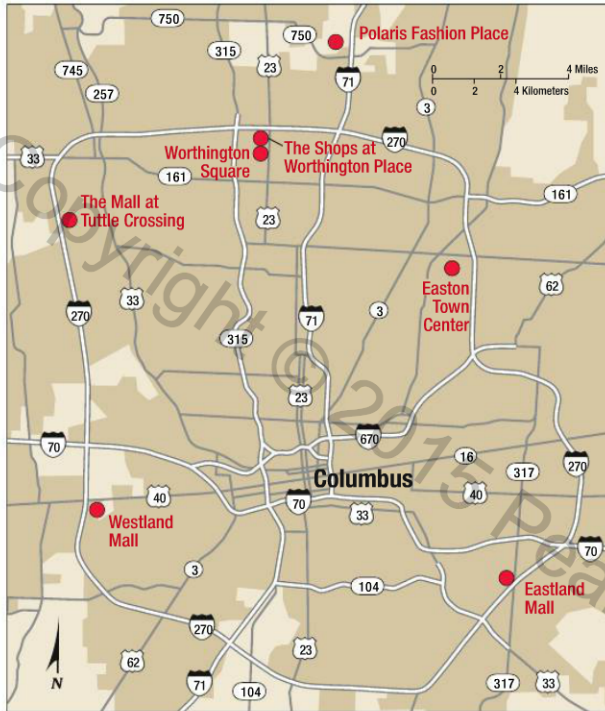 750
315
750
Polaris Fashion Place
23
745
71
0 2 4 Miles
0 2 4 Kilometers
257
3
270
33
Worthington
Square
The Shops at
Worthington Place
161
161
The Mall at
Tuttle Crossing
23
Easton
Town
Center
62
33
270
71
3
315
23
70
670
16
317
270
Columbus
40
70
40
33
Westland
Mall
70
3
104
Eastland
Mall
270
23
62
N
71
104
317
33
Copyright © 2015 Pea